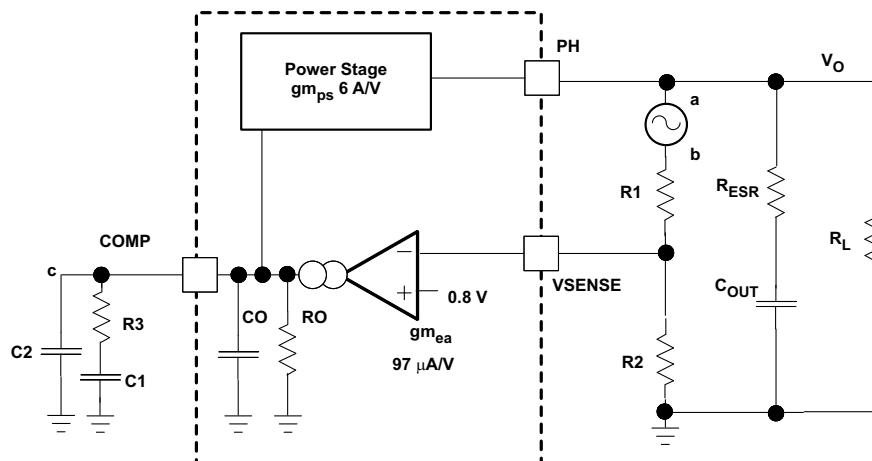 PH
V_O
Power Stage
gm_ps 6 A/V
a
b
R1
R_ESR
R_L
COMP
c
VSENSE
0.8 V
−
+
R3
CO
RO
gm_ea
C_OUT
C2
C1
97 μA/V
R2